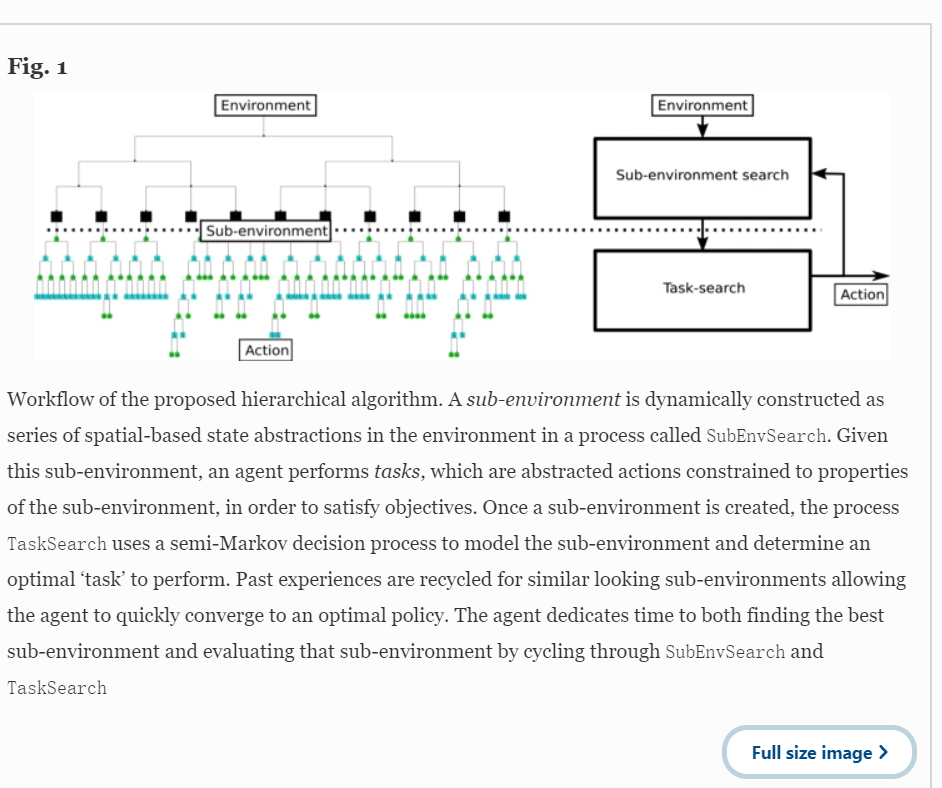 Fig. 1
Environment
Sub-environment
Action
Environment
Sub-environment search
Task-search
Action
Workflow of the proposed hierarchical algorithm. A sub-environment is dynamically constructed as
series of spatial-based state abstractions in the environment in a process called SubEnvSearch. Given
this sub-environment, an agent performs tasks, which are abstracted actions constrained to properties
of the sub-environment, in order to satisfy objectives. Once a sub-environment is created, the process
TaskSearch uses a semi-Markov decision process to model the sub-environment and determine an
optimal ‘task’ to perform. Past experiences are recycled for similar looking sub-environments allowing
the agent to quickly converge to an optimal policy. The agent dedicates time to both finding the best
sub-environment and evaluating that sub-environment by cycling through SubEnvSearch and
TaskSearch
Full size image